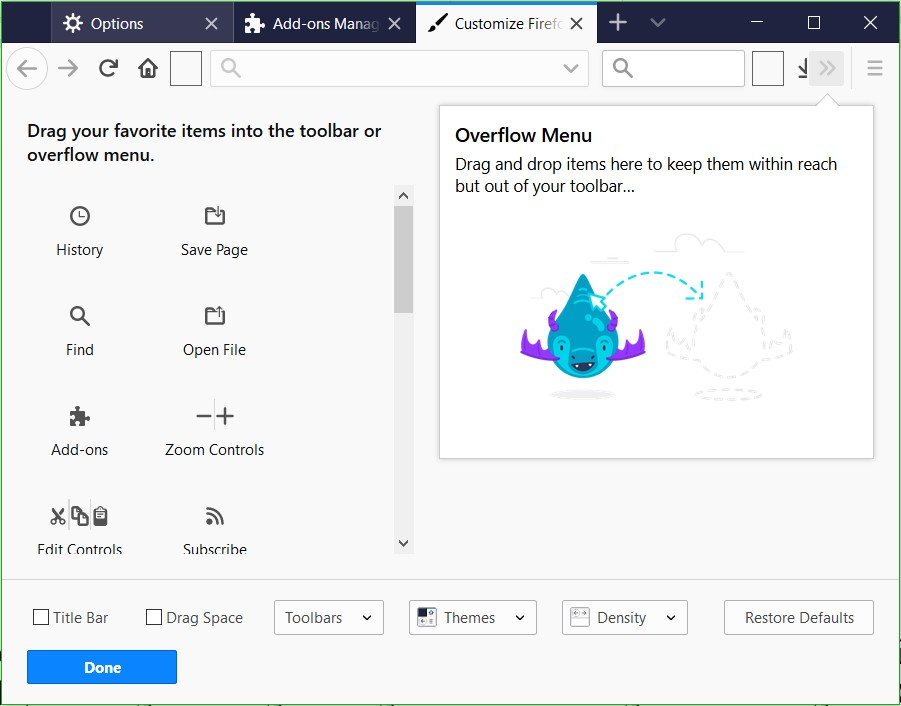 Options
Add-ons Manag
Customize Firefo
Drag your favorite items into the toolbar or
overflow menu.
Overflow Menu
Drag and drop items here to keep them within reach
but out of your toolbar...
History
Save Page
Find
Open File
Add-ons
Zoom Controls
Edit Controls
Subscribe
Title Bar
Drag Space
Toolbars
Themes
Density
Restore Defaults
Done